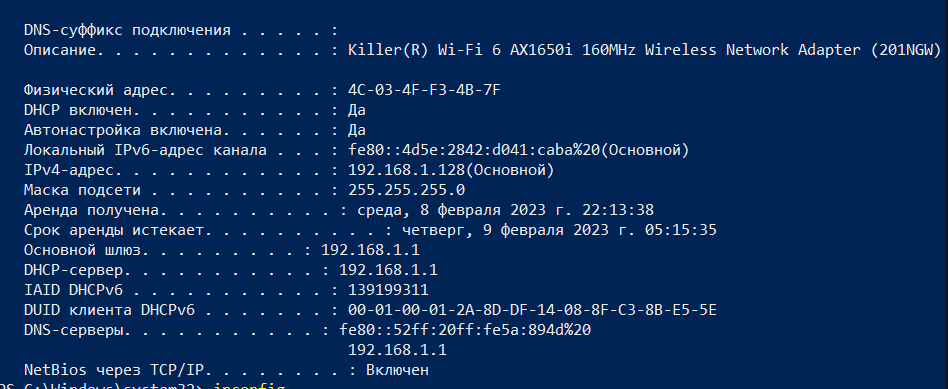 DNS-суффикс подключения . . . . . :
Описание. . . . . . . . . . . . . : Killer(R) Wi-Fi 6 AX1650i 160MHz Wireless Network Adapter (201NGW)
Физический адрес. . . . . . . . . : 4C-03-4F-F3-4B-7F
DHCP включен. . . . . . . . . . . : Да
Автонастройка включена. . . . . . : Да
Локальный IPv6-адрес канала . . . : fe80::4d5e:2842:d041:caba%20(Основной)
IPv4-адрес. . . . . . . . . . . . : 192.168.1.128(Основной)
Маска подсети . . . . . . . . . . : 255.255.255.0
Аренда получена. . . . . . . . . . : среда, 8 февраля 2023 г. 22:13:38
Срок аренды истекает. . . . . . . . . . : четверг, 9 февраля 2023 г. 05:15:35
Основной шлюз. . . . . . . . . : 192.168.1.1
DHCP-сервер. . . . . . . . . . . : 192.168.1.1
IAID DHCPv6 . . . . . . . . . . . : 139199311
DUID клиента DHCPv6 . . . . . . . : 00-01-00-01-2A-8D-DF-14-08-8F-C3-8B-E5-5E
DNS-серверы. . . . . . . . . . . : fe80::52ff:20ff:fe5a:894d%20
192.168.1.1
NetBios через TCP/IP. . . . . . . . : Включен
PS C:\Windows\system32> ipconfig